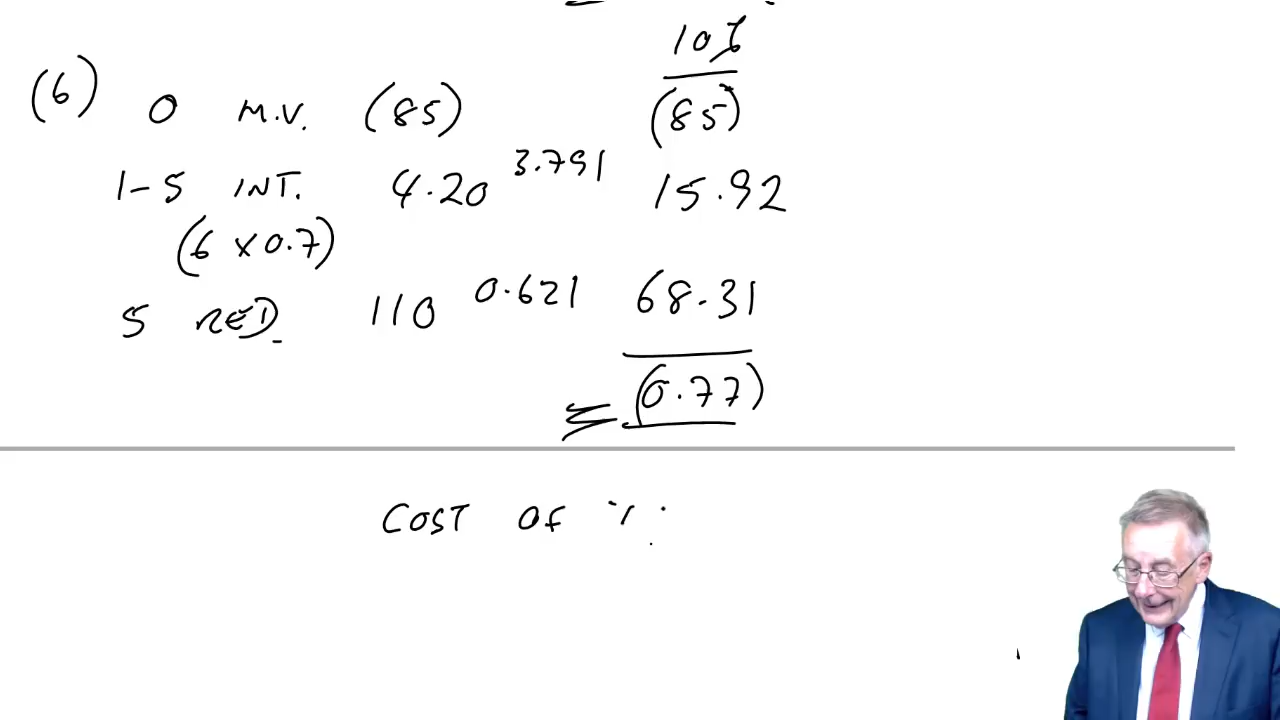 10%
(6) 0 M.V. (85) (85)
1-5 INT. 4.20 3.791 15.92
(6 x 0.7)
5 RED. 110 0.621 68.31
(0.77)
COST OF